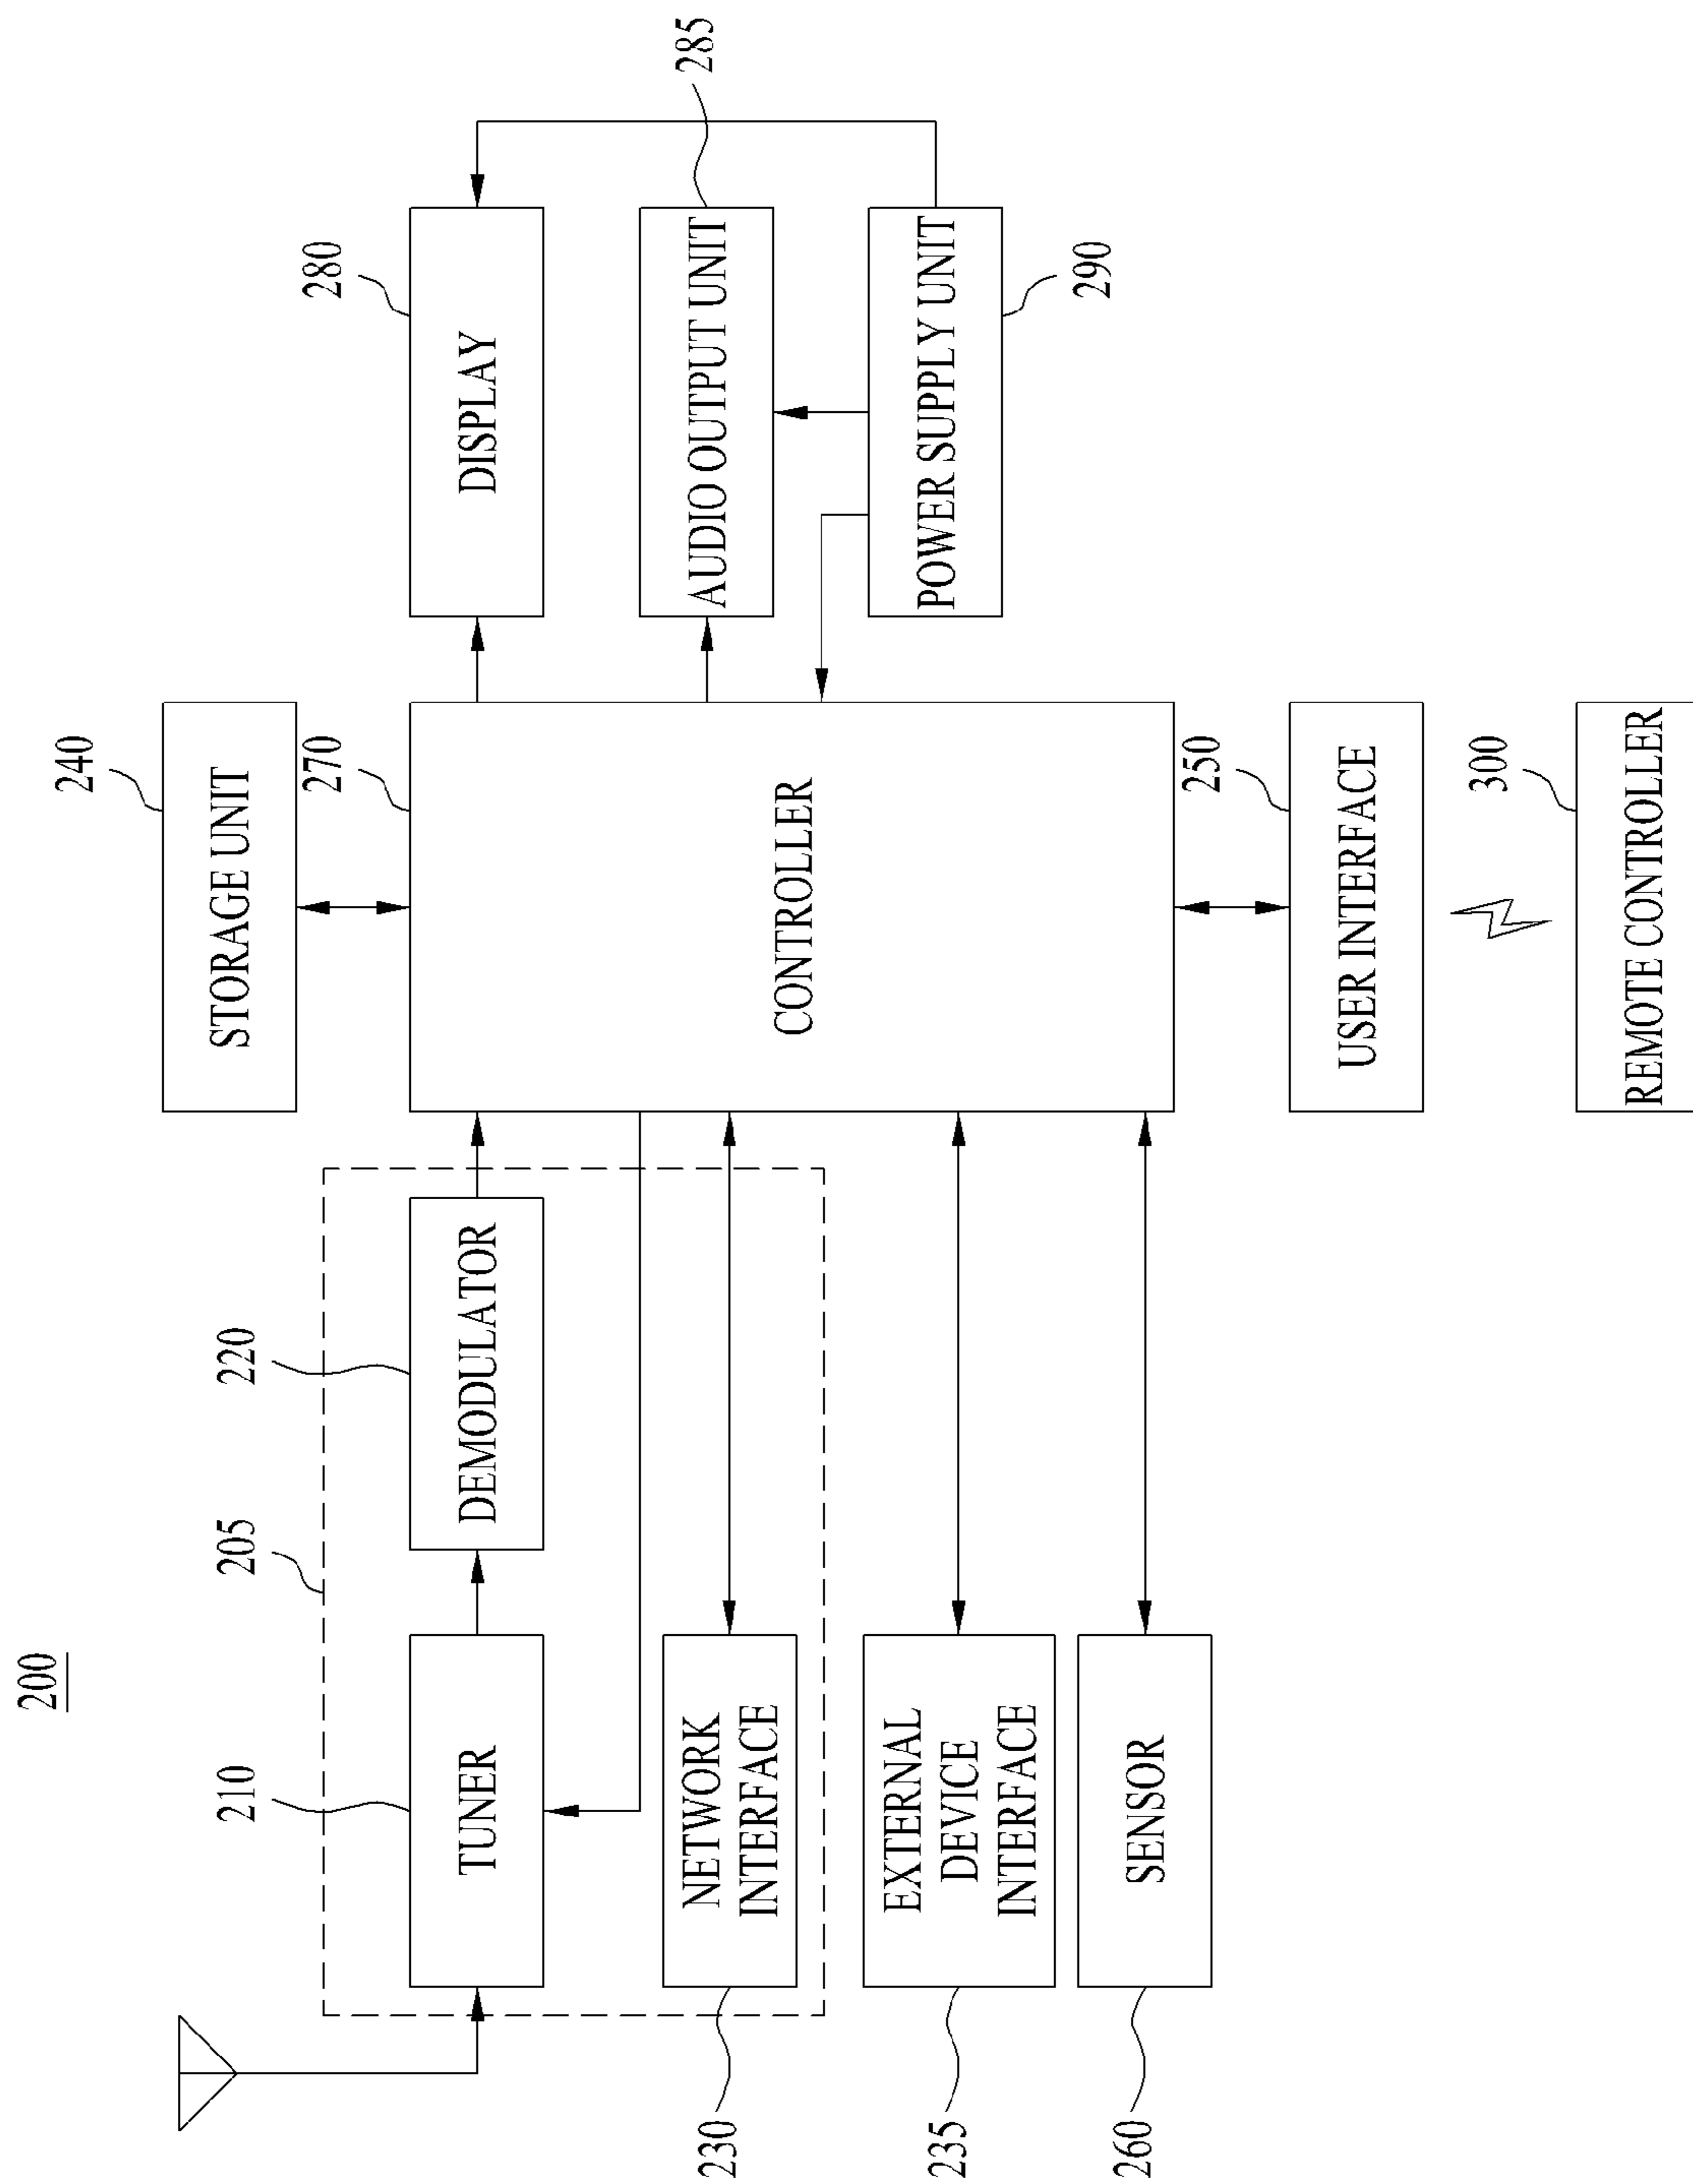 200
240
STORAGE UNIT
210
205
220
270
280
TUNER
DEMODULATOR
DISPLAY
230
NETWORK
INTERFACE
CONTROLLER
AUDIO OUTPUT UNIT
285
235
EXTERNAL
DEVICE
INTERFACE
POWER SUPPLY UNIT
290
260
SENSOR
250
USER INTERFACE
300
REMOTE CONTROLLER